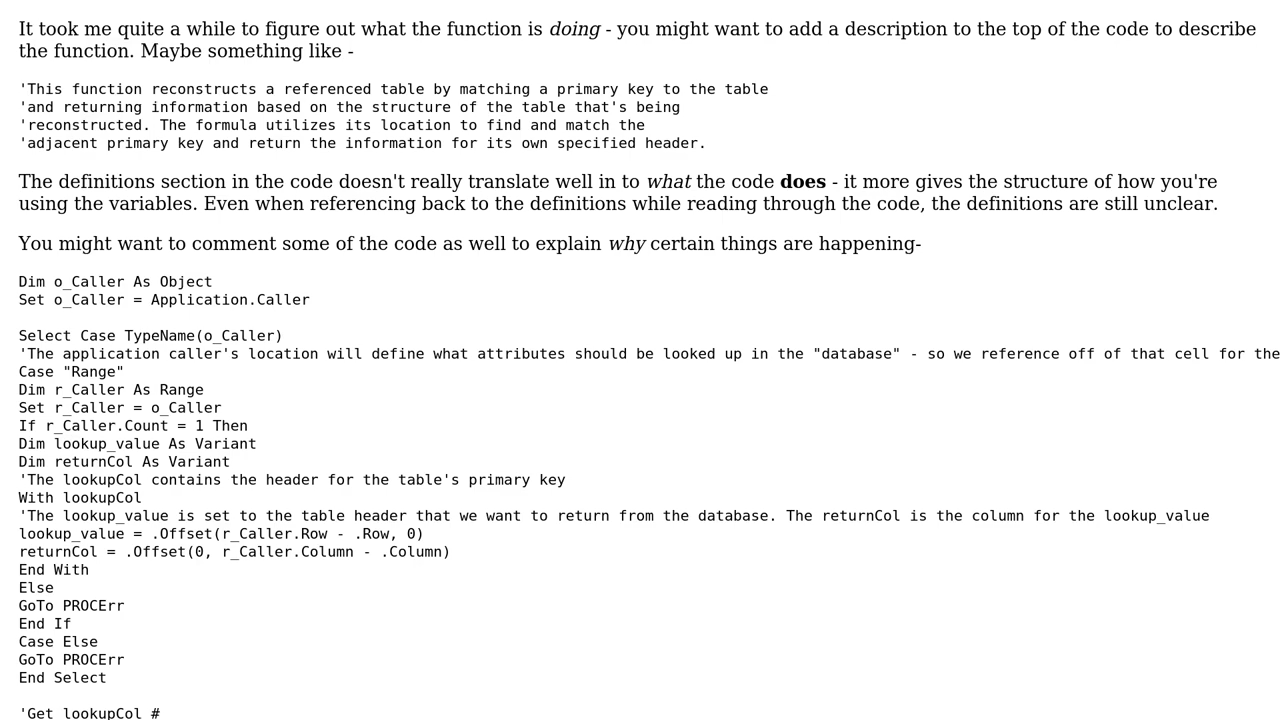 It took me quite a while to figure out what the function is doing - you might want to add a description to the top of the code to describe
the function. Maybe something like -
'This function reconstructs a referenced table by matching a primary key to the table
'and returning information based on the structure of the table that's being
'reconstructed. The formula utilizes its location to find and match the
'adjacent primary key and return the information for its own specified header.
The definitions section in the code doesn't really translate well in to what the code does - it more gives the structure of how you're
using the variables. Even when referencing back to the definitions while reading through the code, the definitions are still unclear.
You might want to comment some of the code as well to explain why certain things are happening-
Dim o_Caller As Object
Set o_Caller = Application.Caller
Select Case TypeName(o_Caller)
'The application caller's location will define what attributes should be looked up in the "database" - so we reference off of that cell for the
Case "Range"
Dim r_Caller As Range
Set r_Caller = o_Caller
If r_Caller.Count = 1 Then
Dim lookup_value As Variant
Dim returnCol As Variant
'The lookupCol contains the header for the table's primary key
With lookupCol
'The lookup_value is set to the table header that we want to return from the database. The returnCol is the column for the lookup_value
lookup_value = .Offset(r_Caller.Row - .Row, 0)
returnCol = .Offset(0, r_Caller.Column - .Column)
End With
Else
GoTo PROCErr
End If
Case Else
GoTo PROCErr
End Select
'Get lookupCol #